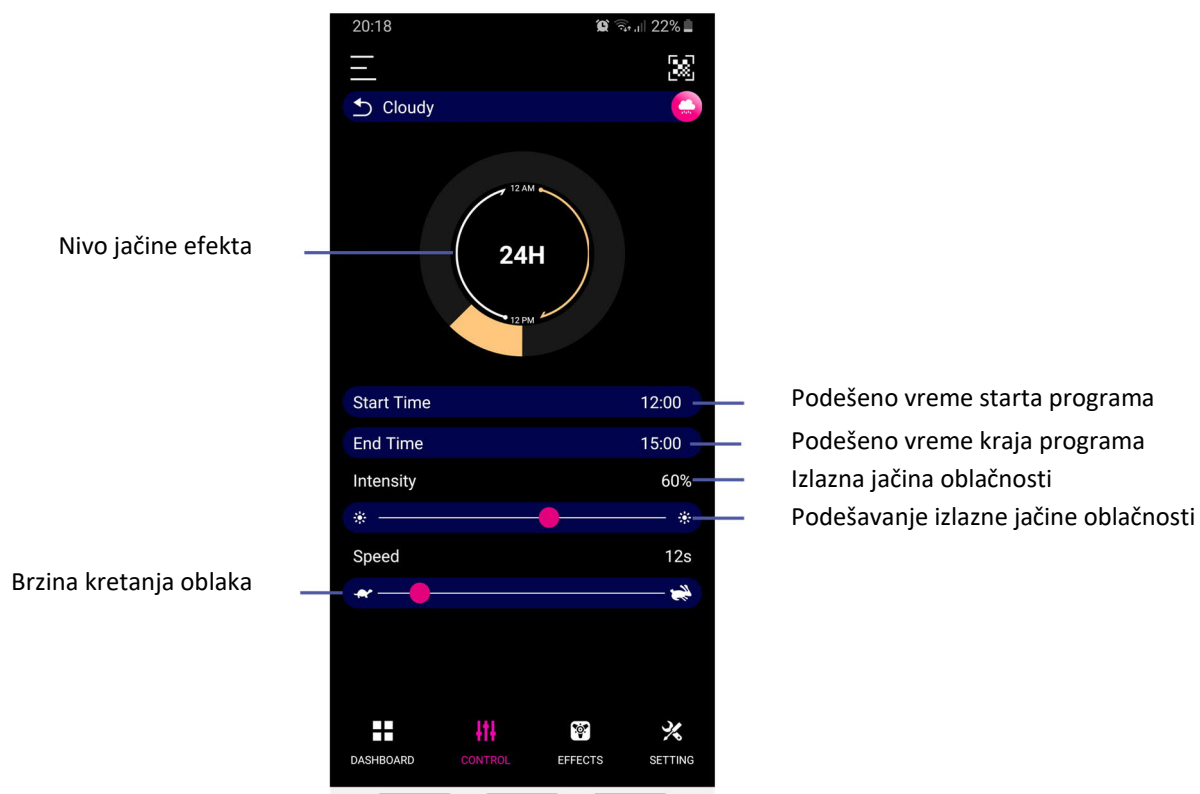 20:18 22%
Cloudy
12 AM
Nivo jačine efekta
24H
12 PM
Start Time 12:00 Podešeno vreme starta programa
End Time 15:00 Podešeno vreme kraja programa
Intensity 60% Izlazna jačina oblačnosti
Podešavanje izlazne jačine oblačnosti
Speed 12s
Brzina kretanja oblaka
DASHBOARD CONTROL EFFECTS SETTING